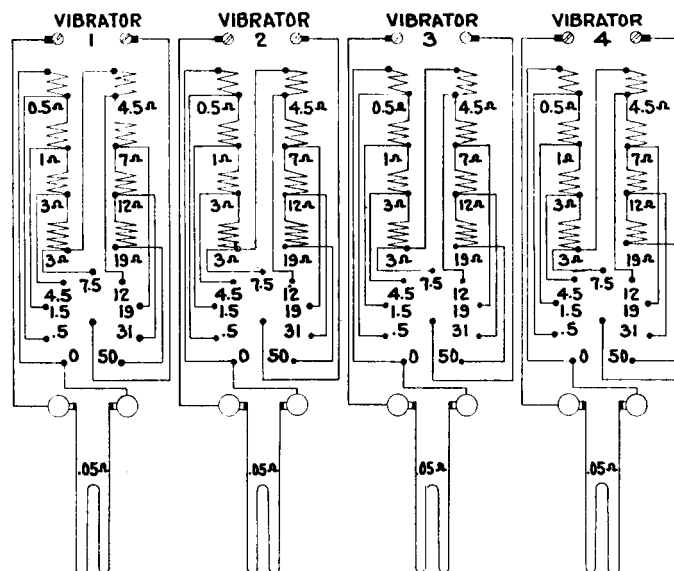 VIBRATOR VIBRATOR VIBRATOR VIBRATOR
1 2 3 4
0.5Ω 4.5Ω 0.5Ω 4.5Ω 0.5Ω 4.5Ω 0.5Ω 4.5Ω
1Ω 7Ω 1Ω 7Ω 1Ω 7Ω 1Ω 7Ω
3Ω 12Ω 3Ω 12Ω 3Ω 12Ω 3Ω 12Ω
3Ω 19Ω 3Ω 19Ω 3Ω 19Ω 3Ω 19Ω
7.5 7.5 7.5 7.5
4.5 12 4.5 12 4.5 12 4.5 12
1.5 19 1.5 19 1.5 19 1.5 19
.5 31 .5 31 .5 31 .5 31
0 50 0 50 0 50 0 50
.05Ω .05Ω .05Ω .05Ω